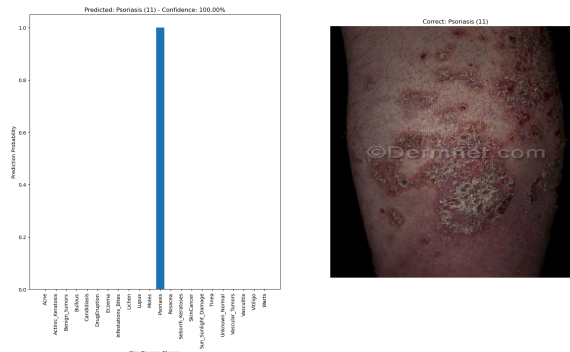 Predicted: Psoriasis (11) - Confidence: 100.00%
Prediction Probability
1.0
0.8
0.6
0.4
0.2
0.0
Acne
Actinic_Keratosis
Benign_tumors
Bullous
Candidiasis
DrugEruption
Eczema
Infestations_Bites
Lichen
Lupus
Moles
Psoriasis
Rosacea
Seborrh_Keratoses
SkinCancer
Sun_Sunlight_Damage
Tinea
Unknown_Normal
Vascular_Tumors
Vasculitis
Vitiligo
Warts
Correct: Psoriasis (11)
©DermNet.com